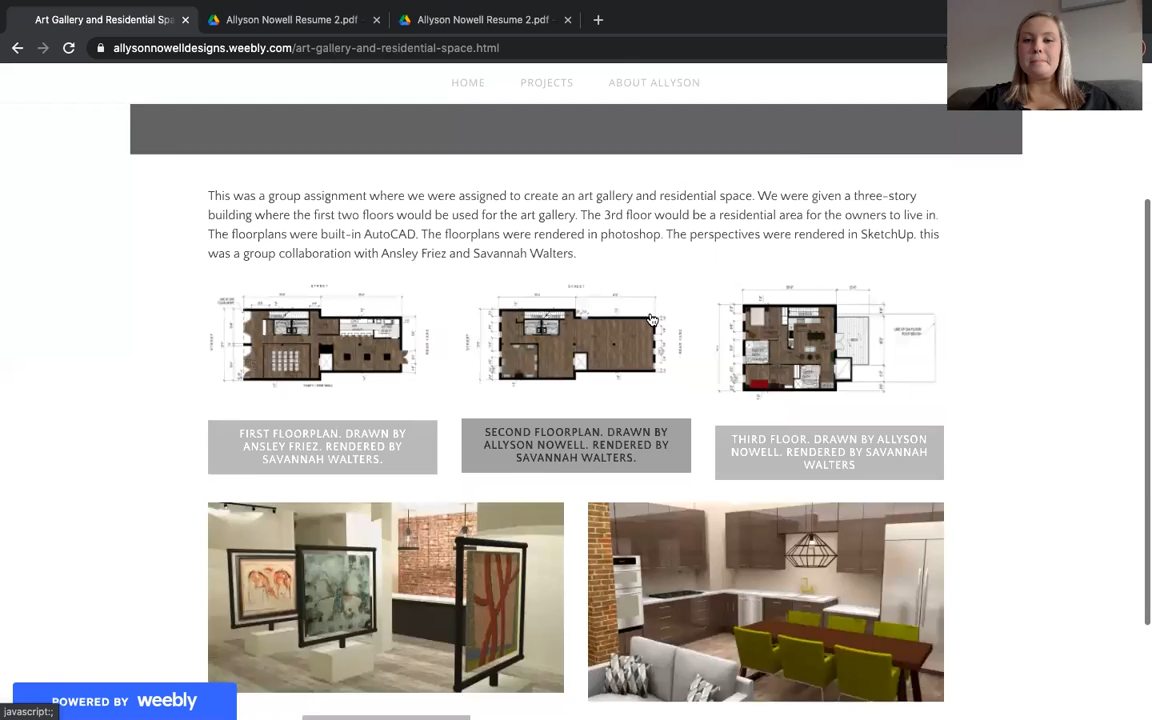 Art Gallery and Residential Spa
Allyson Nowell Resume 2.pdf
Allyson Nowell Resume 2.pdf
allysonnowelldesigns.weebly.com/art-gallery-and-residential-space.html
HOME PROJECTS ABOUT ALLYSON
This was a group assignment where we were assigned to create an art gallery and residential space. We were given a three-story
building where the first two floors would be used for the art gallery. The 3rd floor would be a residential area for the owners to live in.
The floorplans were built-in AutoCAD. The floorplans were rendered in photoshop. The perspectives were rendered in SketchUp. this
was a group collaboration with Ansley Friez and Savannah Walters.
STREET
STREET
FIRST FLOORPLAN. DRAWN BY
ANSLEY FRIEZ. RENDERED BY
SAVANNAH WALTERS.
SECOND FLOORPLAN. DRAWN BY
ALLYSON NOWELL. RENDERED BY
SAVANNAH WALTERS.
THIRD FLOOR. DRAWN BY ALLYSON
NOWELL. RENDERED BY SAVANNAH
WALTERS
POWERED BY weebly
javascript:;